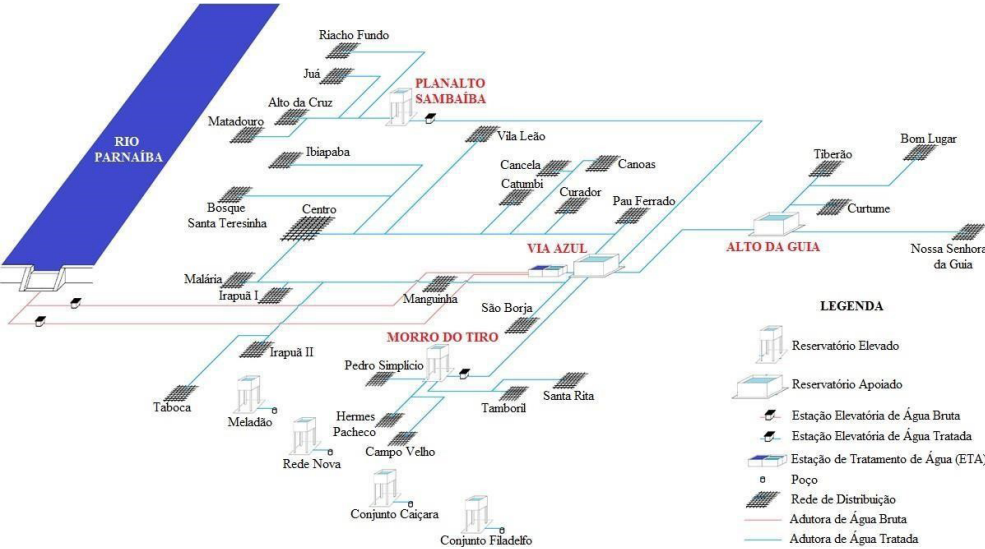 Riacho Fundo
Juá
PLANALTO
SAMBAÍBA
Alto da Cruz
Matadouro
RIO
PARNAÍBA
Vila Leão
Ibiapaba
Cancela
Canoas
Tiberão
Bom Lugar
Catumbi
Curador
Bosque
Santa Teresinha
Centro
Pau Ferrado
Curtume
VIA AZUL
ALTO DA GUIA
Nossa Senhora
da Guia
Malária
Irapuã I
Manguinha
São Borja
MORRO DO TIRO
Irapuã II
Pedro Simplicio
Taboca
Meladão
Hermes
Pacheco
Tamboril
Santa Rita
Campo Velho
Rede Nova
Conjunto Caiçara
Conjunto Filadelfo
LEGENDA
Reservatório Elevado
Reservatório Apoiado
Estação Elevatória de Água Bruta
Estação Elevatória de Água Tratada
Estação de Tratamento de Água (ETA)
Poço
Rede de Distribuição
Adutora de Água Bruta
Adutora de Água Tratada